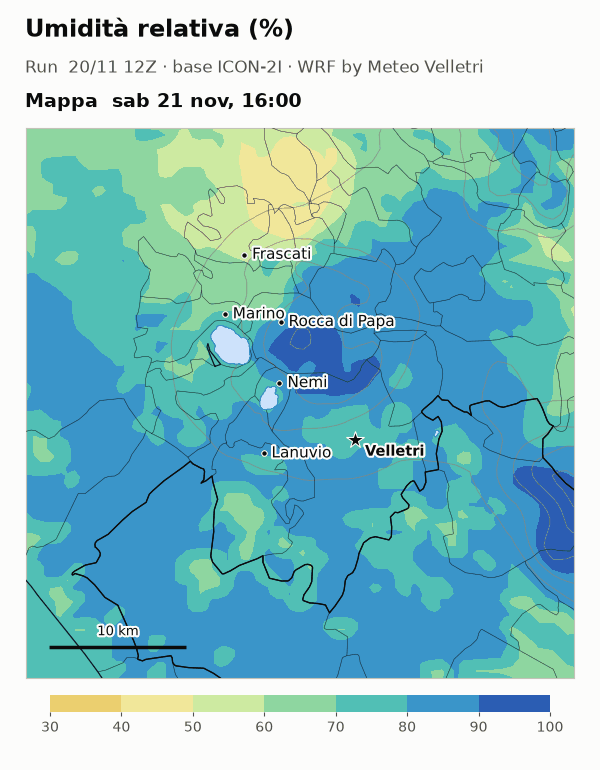 Umidità relativa (%)
Run  20/11 12Z · base ICON-2I · WRF by Meteo Velletri
Mappa  sab 21 nov, 16:00
Frascati
Marino
Rocca di Papa
Nemi
Velletri
Lanuvio
10 km
30 40 50 60 70 80 90 100